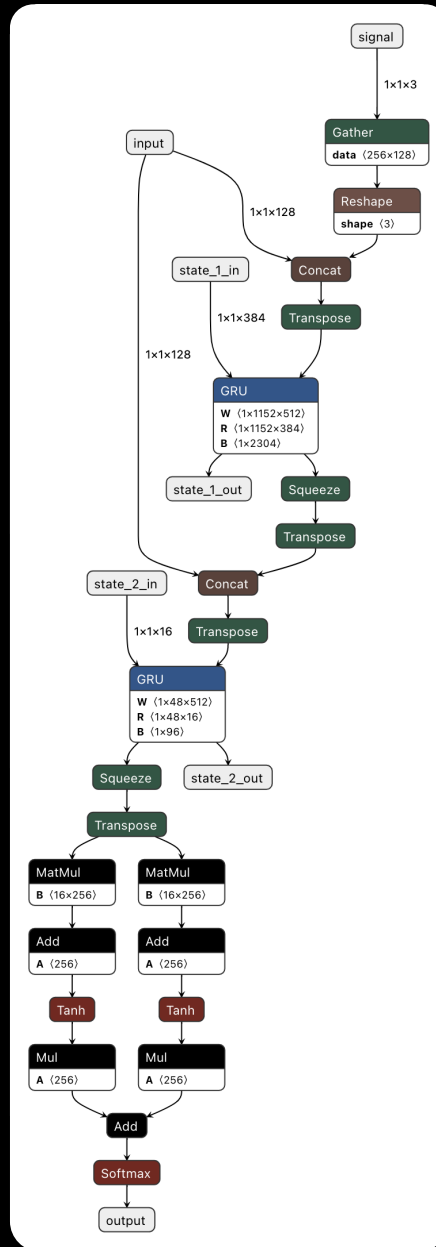 signal
1×1×3
Gather
data ⟨256×128⟩
input
Reshape
shape ⟨3⟩
1×1×128
state_1_in
Concat
1×1×384
Transpose
1×1×128
GRU
W ⟨1×1152×512⟩
R ⟨1×1152×384⟩
B ⟨1×2304⟩
state_1_out
Squeeze
Transpose
state_2_in
Concat
1×1×16
Transpose
GRU
W ⟨1×48×512⟩
R ⟨1×48×16⟩
B ⟨1×96⟩
Squeeze
state_2_out
Transpose
MatMul
B ⟨16×256⟩
MatMul
B ⟨16×256⟩
Add
A ⟨256⟩
Add
A ⟨256⟩
Tanh
Tanh
Mul
A ⟨256⟩
Mul
A ⟨256⟩
Add
Softmax
output